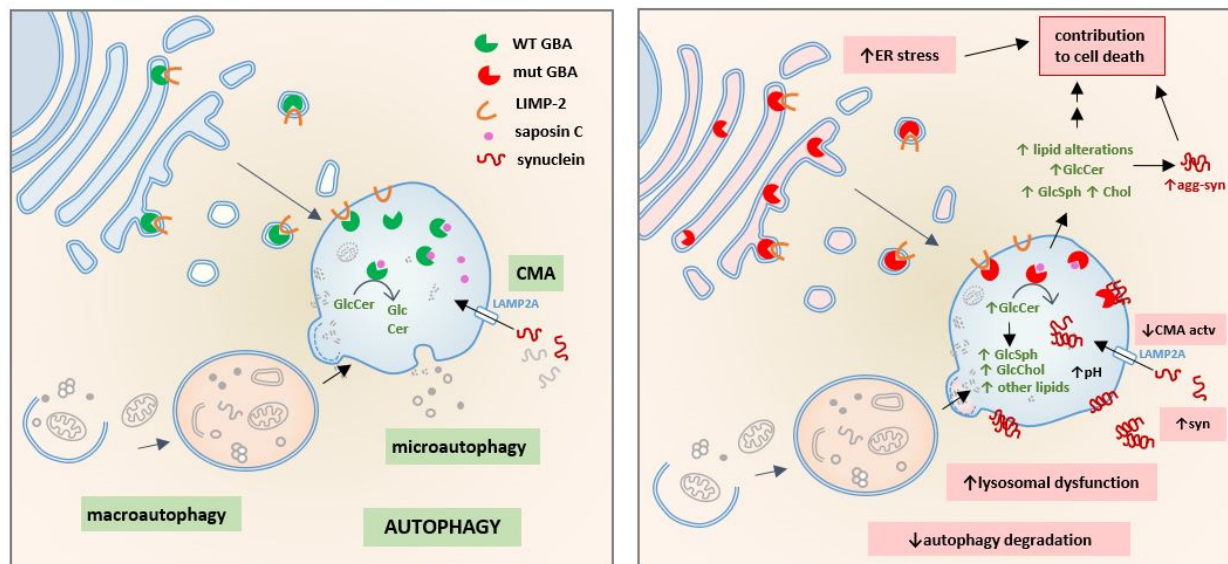 WT GBA
mut GBA
LIMP-2
saposin C
synuclein
CMA
LAMP2A
GlcCer
Glc
Cer
microautophagy
macroautophagy
AUTOPHAGY
↑ER stress
contribution
to cell death
↑ lipid alterations
↑GlcCer
↑ GlcSph ↑ Chol
↑agg-syn
↑GlcCer
↓CMA actv
LAMP2A
↑ GlcSph
↑ GlcChol
↑ other lipids
↑pH
↑syn
↑lysosomal dysfunction
↓autophagy degradation